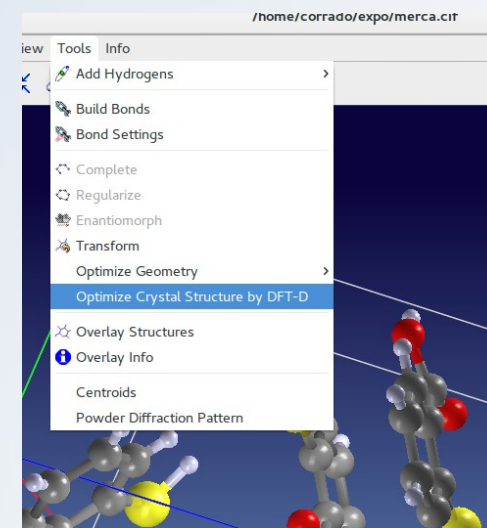 /home/corrado/expo/merca.cif
iew Tools Info
Add Hydrogens
Build Bonds
Bond Settings
Complete
Regularize
Enantiomorph
Transform
Optimize Geometry
Optimize Crystal Structure by DFT-D
Overlay Structures
Overlay Info
Centroids
Powder Diffraction Pattern